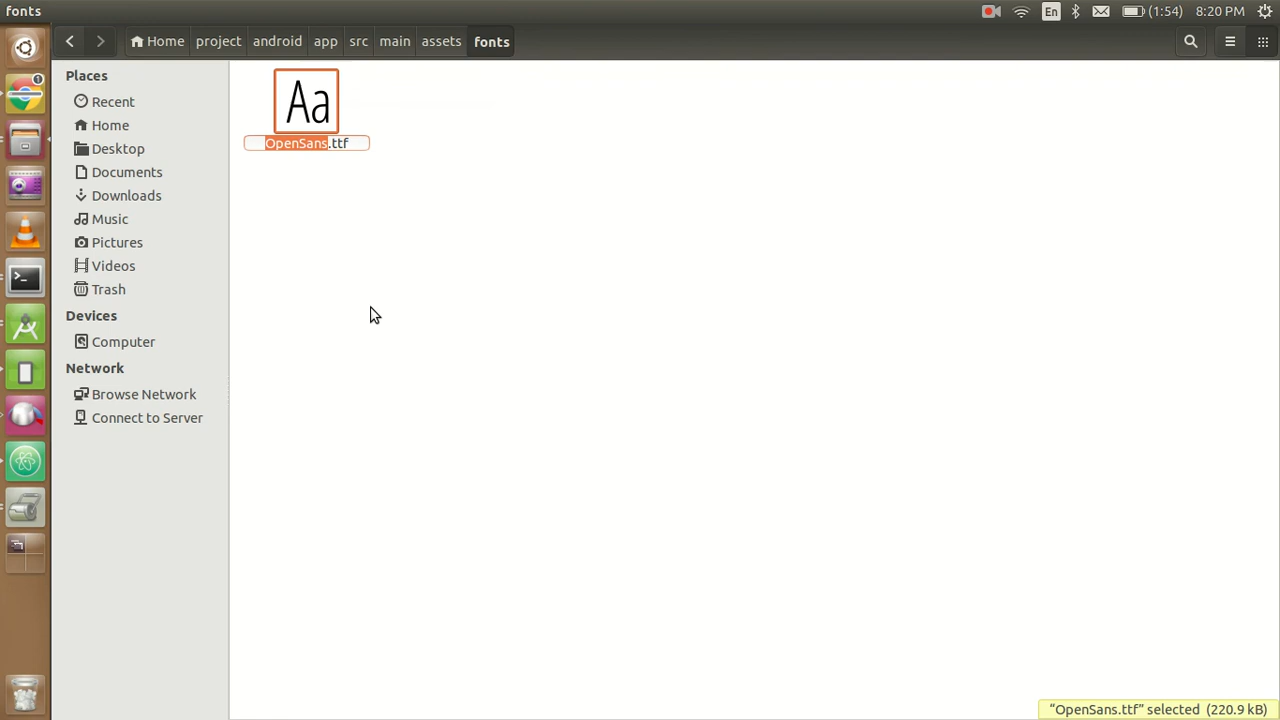 fonts
En
(1:54)
8:20 PM
Home
project
android
app
src
main
assets
fonts
Places
Recent
Home
Desktop
Documents
Downloads
Music
Pictures
Videos
Trash
Devices
Computer
Network
Browse Network
Connect to Server
1
Aa
OpenSans.ttf
“OpenSans.ttf” selected (220.9 kB)